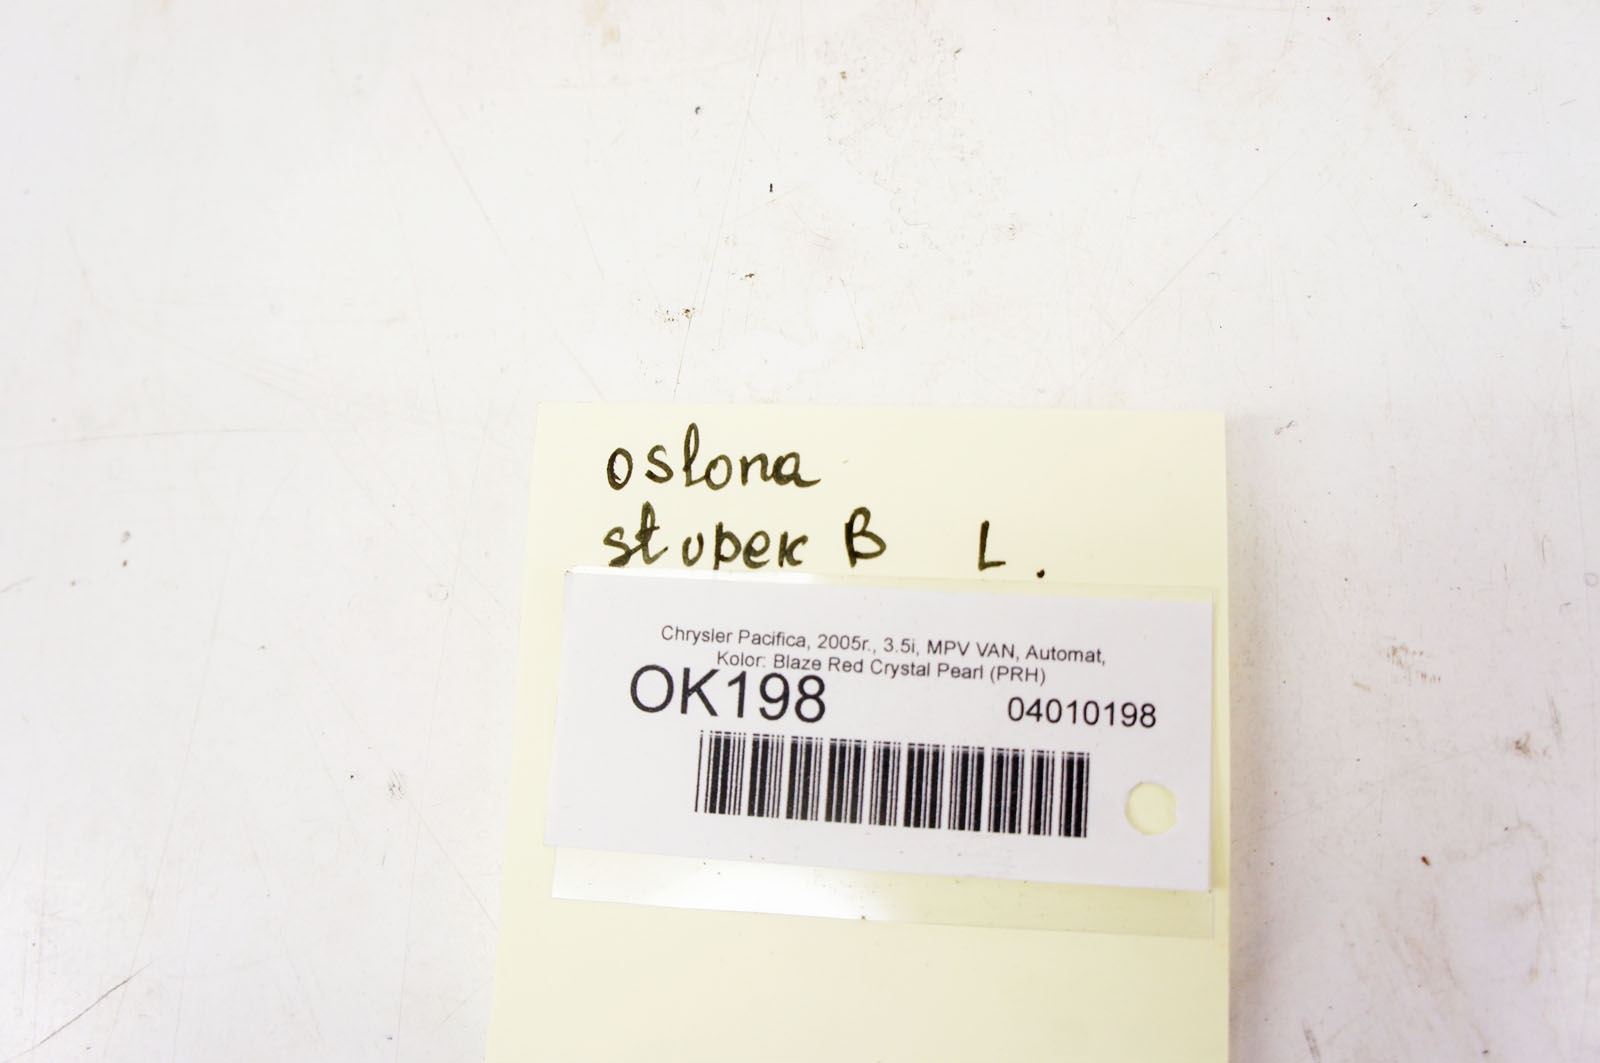 osłona
słupek B L.
Chrysler Pacifica, 2005r., 3.5i, MPV VAN, Automat,
Kolor: Blaze Red Crystal Pearl (PRH)
OK198 04010198